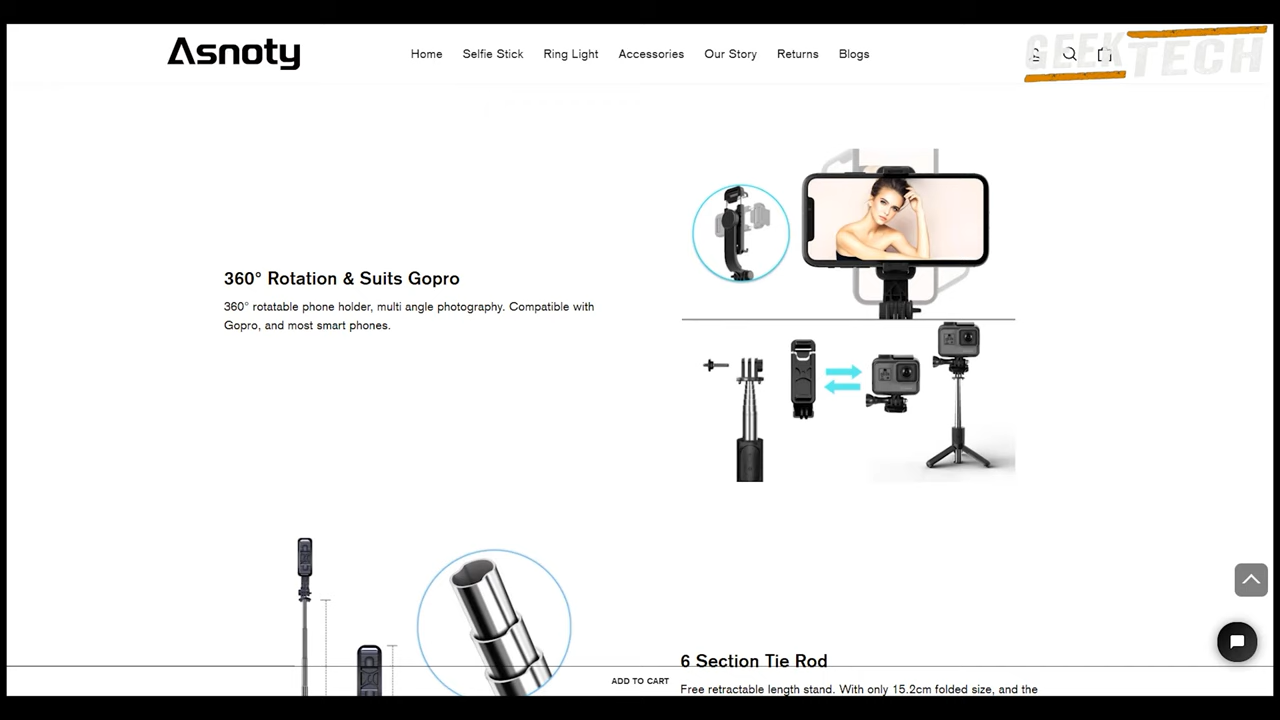 Asnoty
Home Selfie Stick Ring Light Accessories Our Story Returns Blogs
GEEK TECH
360° Rotation & Suits Gopro
360° rotatable phone holder, multi angle photography. Compatible with
Gopro, and most smart phones.
6 Section Tie Rod
ADD TO CART
Free retractable length stand. With only 15.2cm folded size, and the